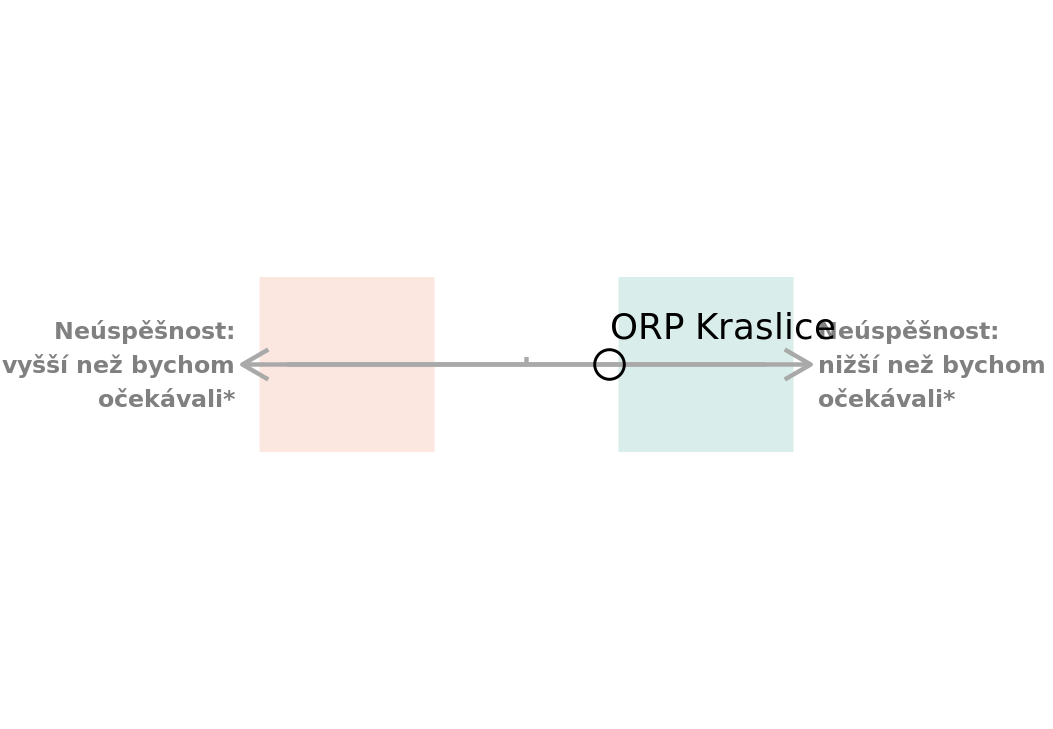 Neúspěšnost:
vyšší než bychom
očekávali*
ORP Kraslice
Neúspěšnost:
nižší než bychom
očekávali*